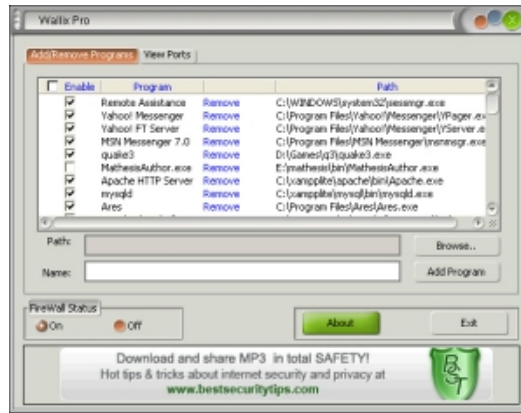 Wallix Pro
Add/Remove Programs View Ports
Enable Program Path
Remote Assistance Remove C:\WINDOWS\system32\sessmgr.exe
Yahoo! Messenger Remove C:\Program Files\Yahoo!\Messenger\YPager.ex
Yahoo! FT Server Remove C:\Program Files\Yahoo!\Messenger\YServer.e
MSN Messenger 7.0 Remove C:\Program Files\MSN Messenger\msnmsgr.exe
quake3 Remove D:\Games\q3\quake3.exe
MathesisAuthor.exe Remove E:\mathesis\bin\MathesisAuthor.exe
Apache HTTP Server Remove C:\xampplite\apache\bin\Apache.exe
mysqld Remove C:\xampplite\mysql\bin\mysqld.exe
Ares Remove C:\Program Files\Ares\Ares.exe
Path: Browse..
Name: Add Program
FireWall Status
On Off About Exit
Download and share MP3 in total SAFETY!
Hot tips & tricks about internet security and privacy at
www.bestsecuritytips.com
BST